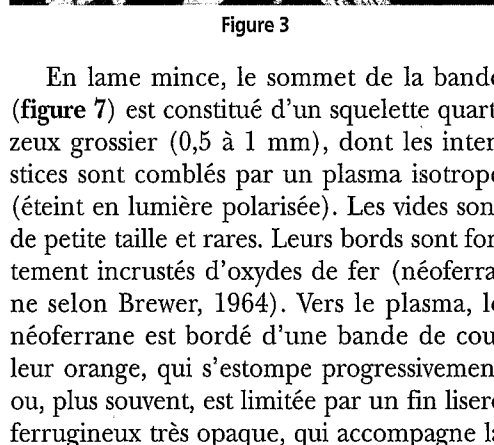 Figure 3
En lame mince, le sommet de la bande
(figure 7) est constitué d'un squelette quart
zeux grossier (0,5 à 1 mm), dont les inter
stices sont comblés par un plasma isotrope
(éteint en lumière polarisée). Les vides son
de petite taille et rares. Leurs bords sont for
tement incrustés d'oxydes de fer (néoferra
ne selon Brewer, 1964). Vers le plasma, le
néoferrane est bordé d'une bande de cou
leur orange, qui s'estompe progressivemen
ou, plus souvent, est limitée par un fin liseré
ferrugineux très opaque, qui accompagne la